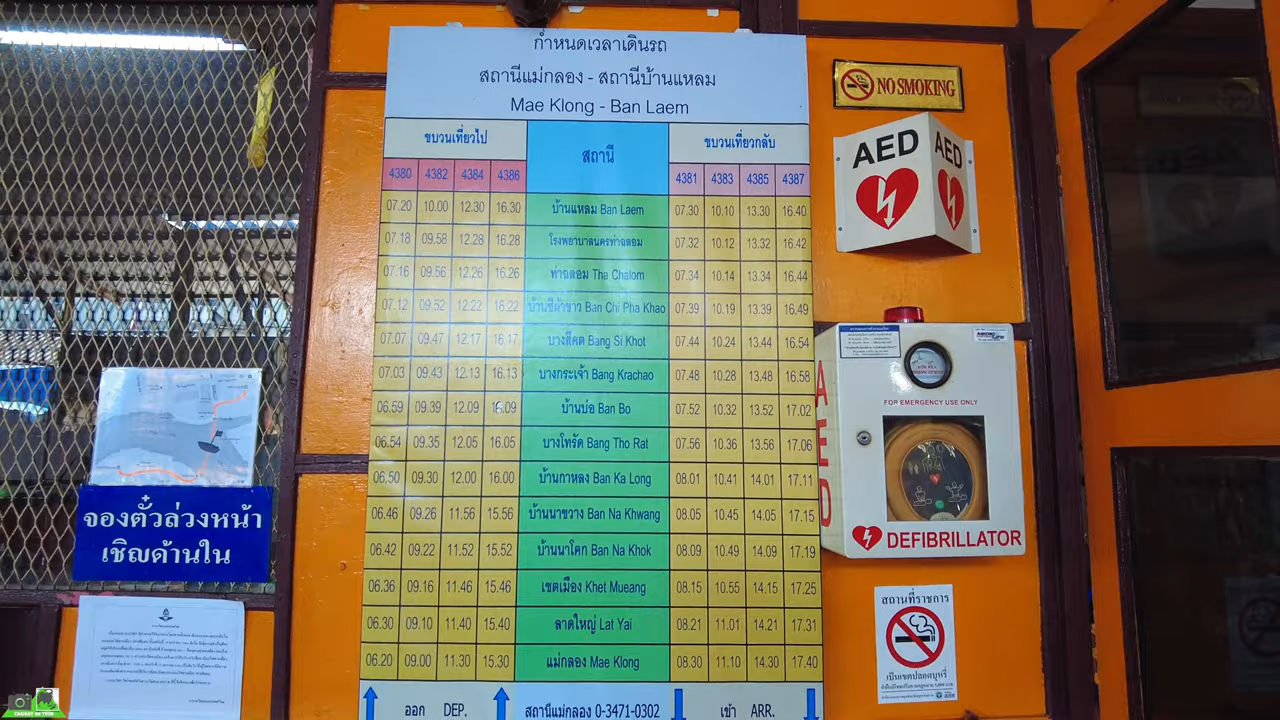 กำหนดเวลาเดินรถ
สถานีแม่กลอง - สถานีบ้านแหลม
Mae Klong - Ban Laem
ขบวนเที่ยวไป สถานี ขบวนเที่ยวกลับ
4380 4382 4384 4386 4381 4383 4385 4387
07.20 10.00 12.30 16.30 บ้านแหลม Ban Laem 07.30 10.10 13.30 16.40
07.18 09.58 12.28 16.28 โรงพยาบาลนครท่าฉลอม 07.32 10.12 13.32 16.42
07.16 09.56 12.26 16.26 ท่าฉลอม Tha Chalom 07.34 10.14 13.34 16.44
07.12 09.52 12.22 16.22 บ้านชีผ้าขาว Ban Chi Pha Khao 07.39 10.19 13.39 16.49
07.07 09.47 12.17 16.17 บางสีคต Bang Si Khot 07.44 10.24 13.44 16.54
07.03 09.43 12.13 16.13 บางกระเจ้า Bang Krachao 07.48 10.28 13.48 16.58
06.59 09.39 12.09 16.09 บ้านบ่อ Ban Bo 07.52 10.32 13.52 17.02
06.54 09.35 12.05 16.05 บางโทรัด Bang Tho Rat 07.56 10.36 13.56 17.06
06.50 09.30 12.00 16.00 บ้านกาหลง Ban Ka Long 08.01 10.41 14.01 17.11
06.46 09.26 11.56 15.56 บ้านนาขวาง Ban Na Khwang 08.05 10.45 14.05 17.15
06.42 09.22 11.52 15.52 บ้านนาโคก Ban Na Khok 08.09 10.49 14.09 17.19
06.36 09.16 11.46 15.46 เขตเมือง Khet Mueang 08.15 10.55 14.15 17.25
06.30 09.10 11.40 15.40 ลาดใหญ่ Lat Yai 08.21 11.01 14.21 17.31
06.20 09.00 11.30 15.30 แม่กลอง Mae Klong 08.30 11.10 14.30 17.40
ออก DEP. สถานีแม่กลอง 0-3471-0302 เข้า ARR.
NO SMOKING
AED
AED
FOR EMERGENCY USE ONLY
AED
DEFIBRILLATOR
สถานที่ราชการ
เป็นเขตปลอดบุหรี่
จองตั๋วล่วงหน้า
เชิญด้านใน